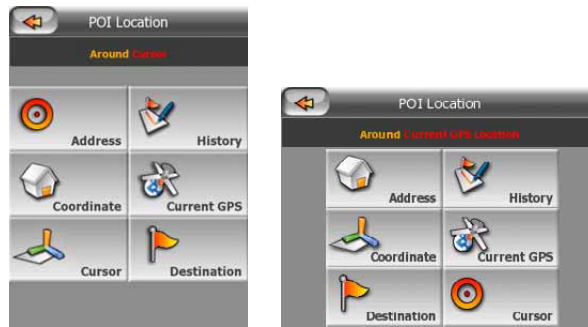 POI Location
Around Cursor
Address
History
Coordinate
Current GPS
Cursor
Destination
POI Location
Around Current GPS Location
Address
History
Coordinate
Current GPS
Destination
Cursor